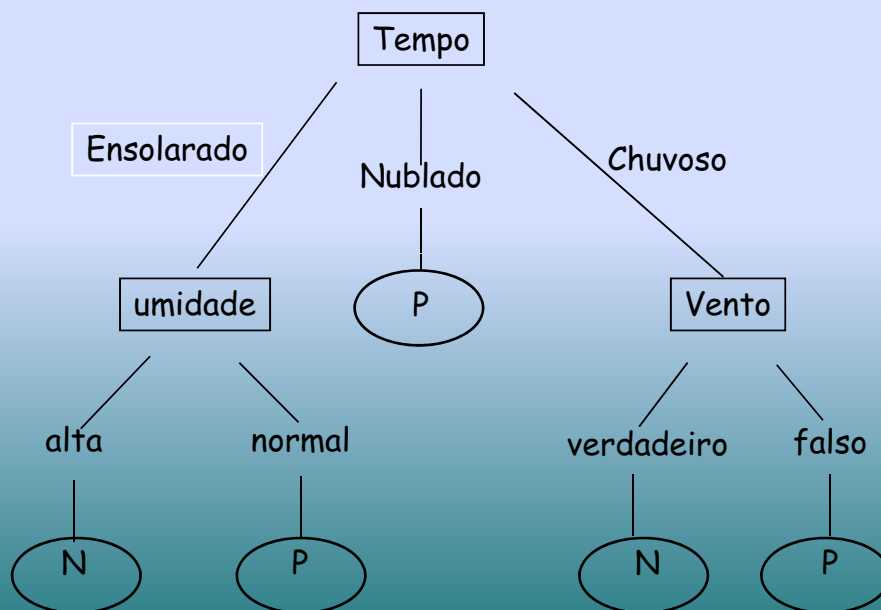 Tempo
Ensolarado
Nublado
Chuvoso
umidade
P
Vento
alta
normal
verdadeiro
falso
N
P
N
P